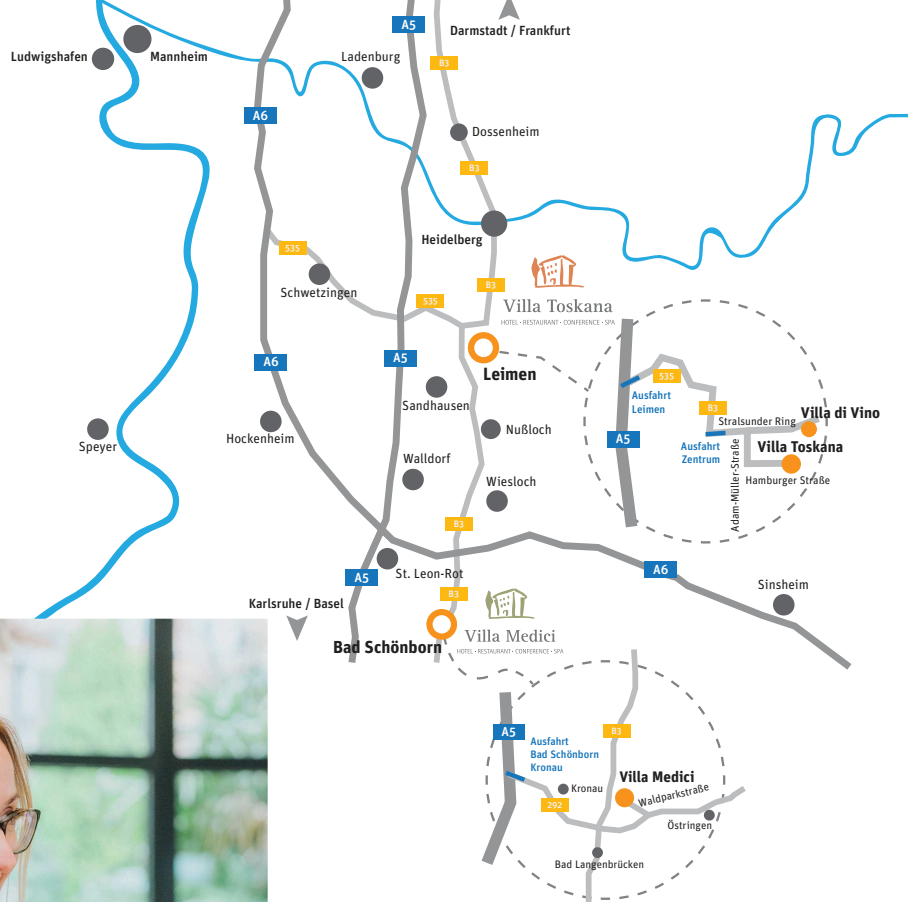 A5
Darmstadt / Frankfurt
Ludwigshafen
Mannheim
Ladenburg
B3
A6
Dossenheim
B3
Heidelberg
535
Schwetzingen
B3
535
Villa Toskana
HOTEL · RESTAURANT · CONFERENCE · SPA
A6
A5
Leimen
Sandhausen
Hockenheim
Speyer
Nußloch
Walldorf
Wiesloch
535
Ausfahrt
Leimen
B3
Stralsunder Ring
Villa di Vino
A5
Ausfahrt
Zentrum
Villa Toskana
Adam-Müller-Straße
Hamburger Straße
B3
St. Leon-Rot
A5
A6
Sinsheim
B3
Karlsruhe / Basel
Bad Schönborn
Villa Medici
HOTEL · RESTAURANT · CONFERENCE · SPA
A5
B3
Ausfahrt
Bad Schönborn
Kronau
Kronau
Villa Medici
Waldparkstraße
292
Östringen
Bad Langenbrücken